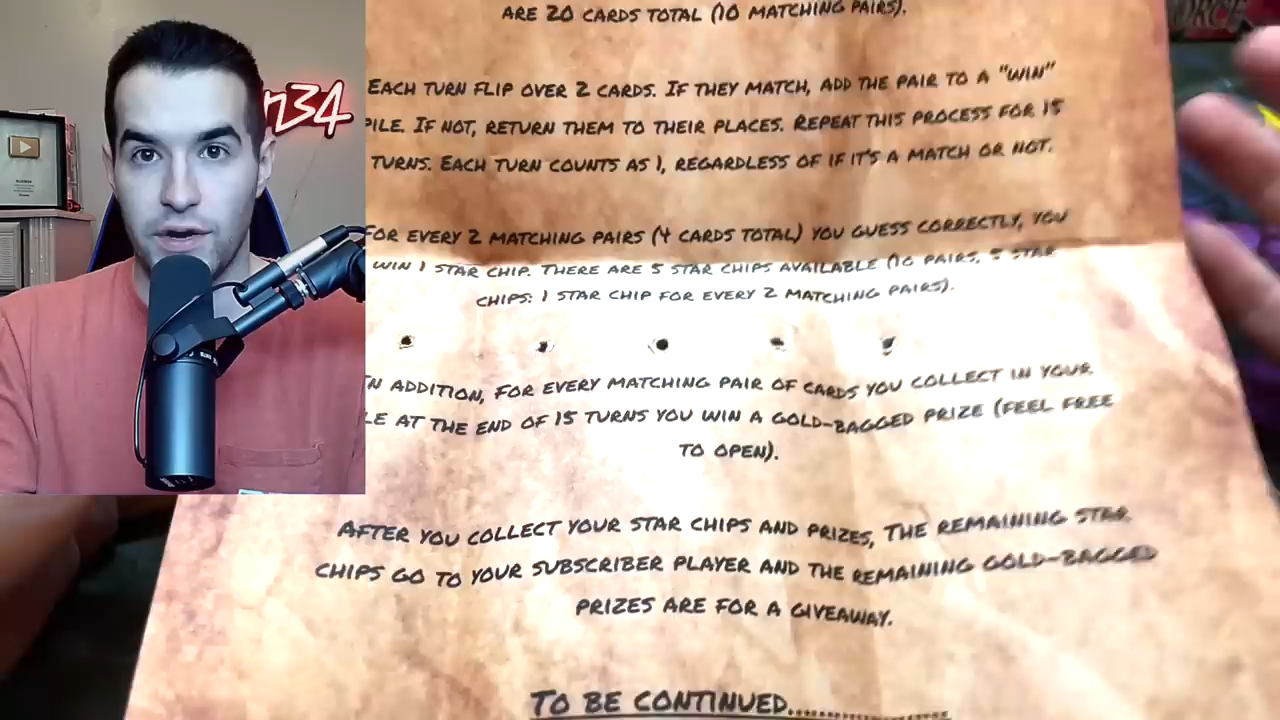 ARE 20 CARDS TOTAL (10 MATCHING PAIRS).
EACH TURN FLIP OVER 2 CARDS. IF THEY MATCH, ADD THE PAIR TO A "WIN"
PILE. IF NOT, RETURN THEM TO THEIR PLACES. REPEAT THIS PROCESS FOR 15
TURNS. EACH TURN COUNTS AS 1, REGARDLESS OF IF IT'S A MATCH OR NOT.
FOR EVERY 2 MATCHING PAIRS (4 CARDS TOTAL) YOU GUESS CORRECTLY, YOU
WIN 1 STAR CHIP. THERE ARE 5 STAR CHIPS AVAILABLE (10 PAIRS, 5 STAR
CHIPS: 1 STAR CHIP FOR EVERY 2 MATCHING PAIRS).
IN ADDITION, FOR EVERY MATCHING PAIR OF CARDS YOU COLLECT IN YOUR
LE AT THE END OF 15 TURNS YOU WIN A GOLD-BAGGED PRIZE (FEEL FREE
TO OPEN).
AFTER YOU COLLECT YOUR STAR CHIPS AND PRIZES, THE REMAINING STAR
CHIPS GO TO YOUR SUBSCRIBER PLAYER AND THE REMAINING GOLD-BAGGED
PRIZES ARE FOR A GIVEAWAY.
TO BE CONTINUED...............